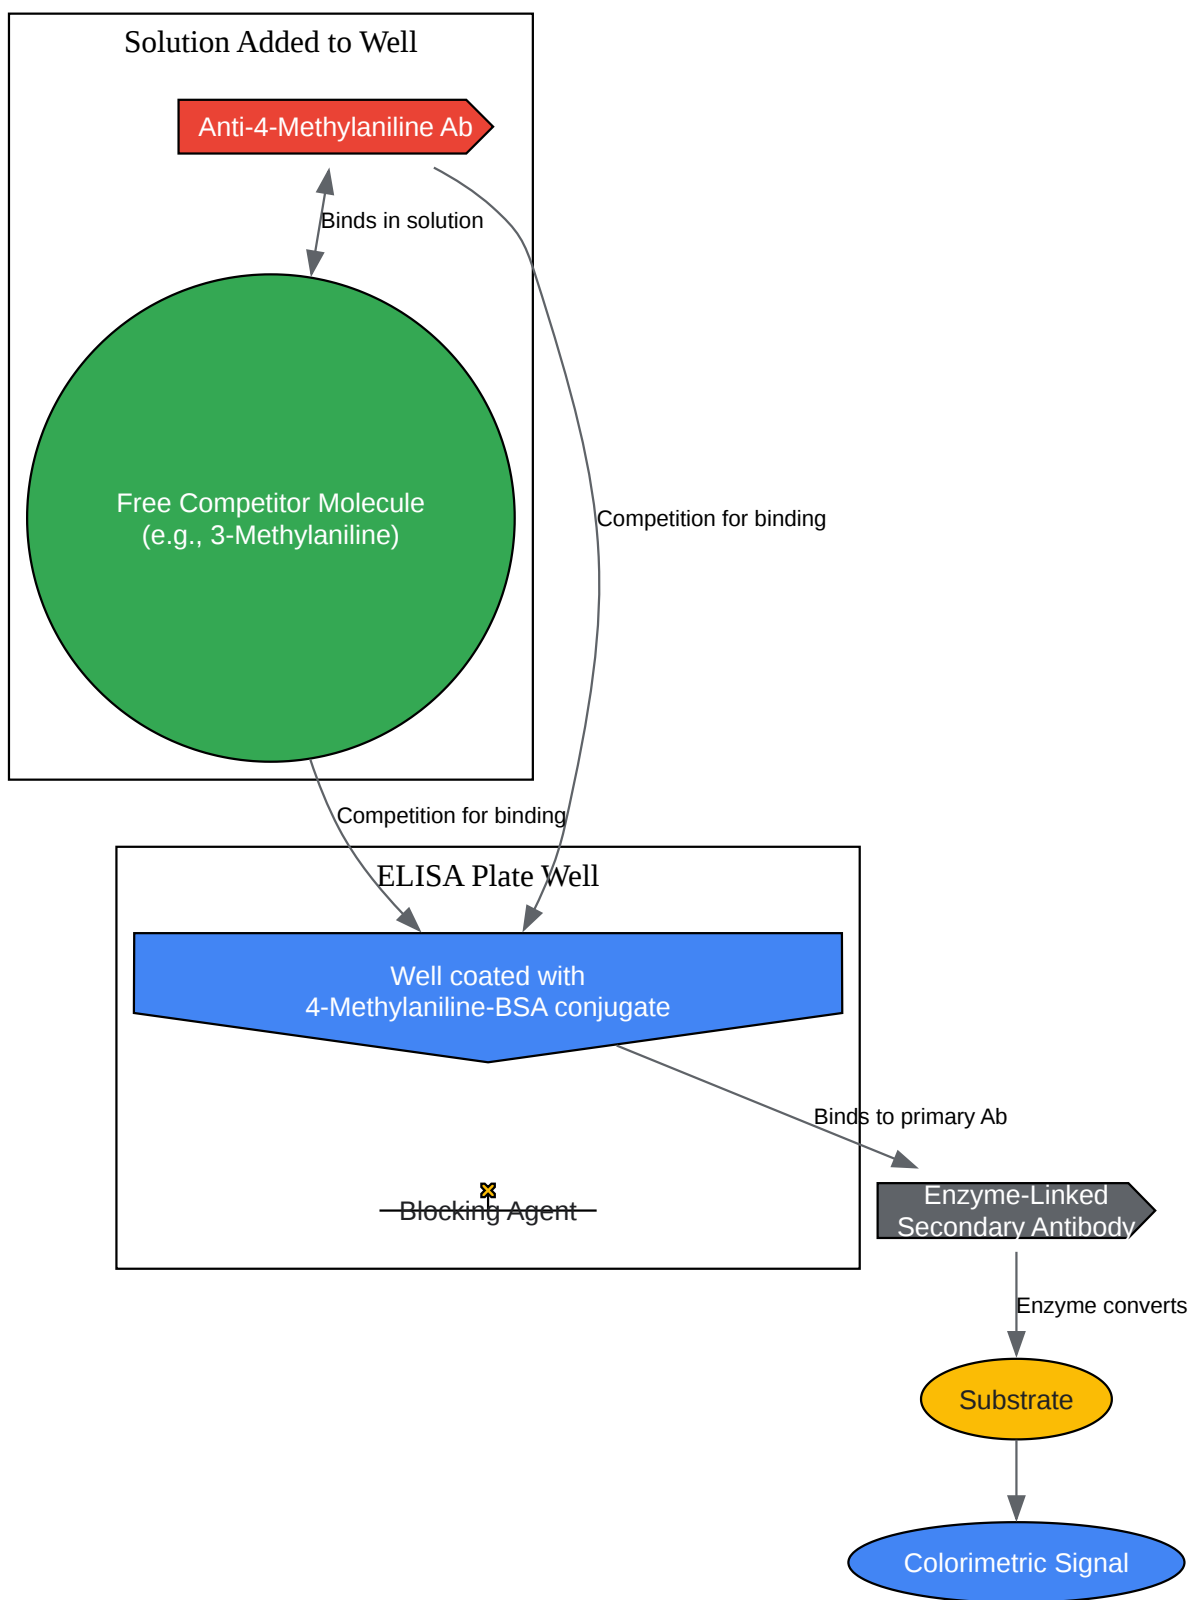 Solution Added to Well
Anti-4-Methylaniline Ab
Binds in solution
Free Competitor Molecule
(e.g., 3-Methylaniline)
Competition for binding
Competition for binding
ELISA Plate Well
Well coated with
4-Methylaniline-BSA conjugate
Binds to primary Ab
Blocking Agent
Enzyme-Linked
Secondary Antibody
Enzyme converts
Substrate
Colorimetric Signal